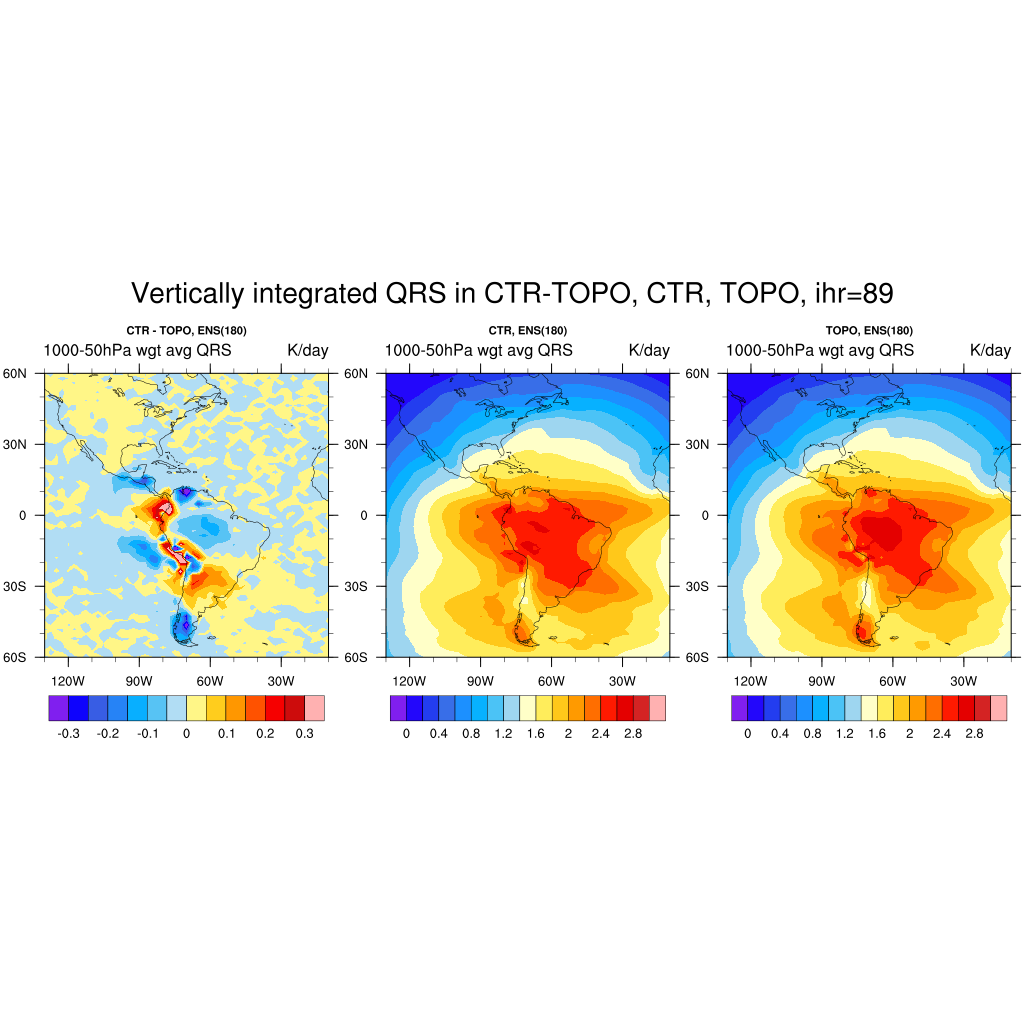 Vertically integrated QRS in CTR-TOPO, CTR, TOPO, ihr=89
CTR - TOPO, ENS(180)
1000-50hPa wgt avg QRS K/day
60N
30N
0
30S
60S
120W 90W 60W 30W
-0.3 -0.2 -0.1 0 0.1 0.2 0.3
CTR, ENS(180)
1000-50hPa wgt avg QRS K/day
60N
30N
0
30S
60S
120W 90W 60W 30W
0 0.4 0.8 1.2 1.6 2 2.4 2.8
TOPO, ENS(180)
1000-50hPa wgt avg QRS K/day
60N
30N
0
30S
60S
120W 90W 60W 30W
0 0.4 0.8 1.2 1.6 2 2.4 2.8